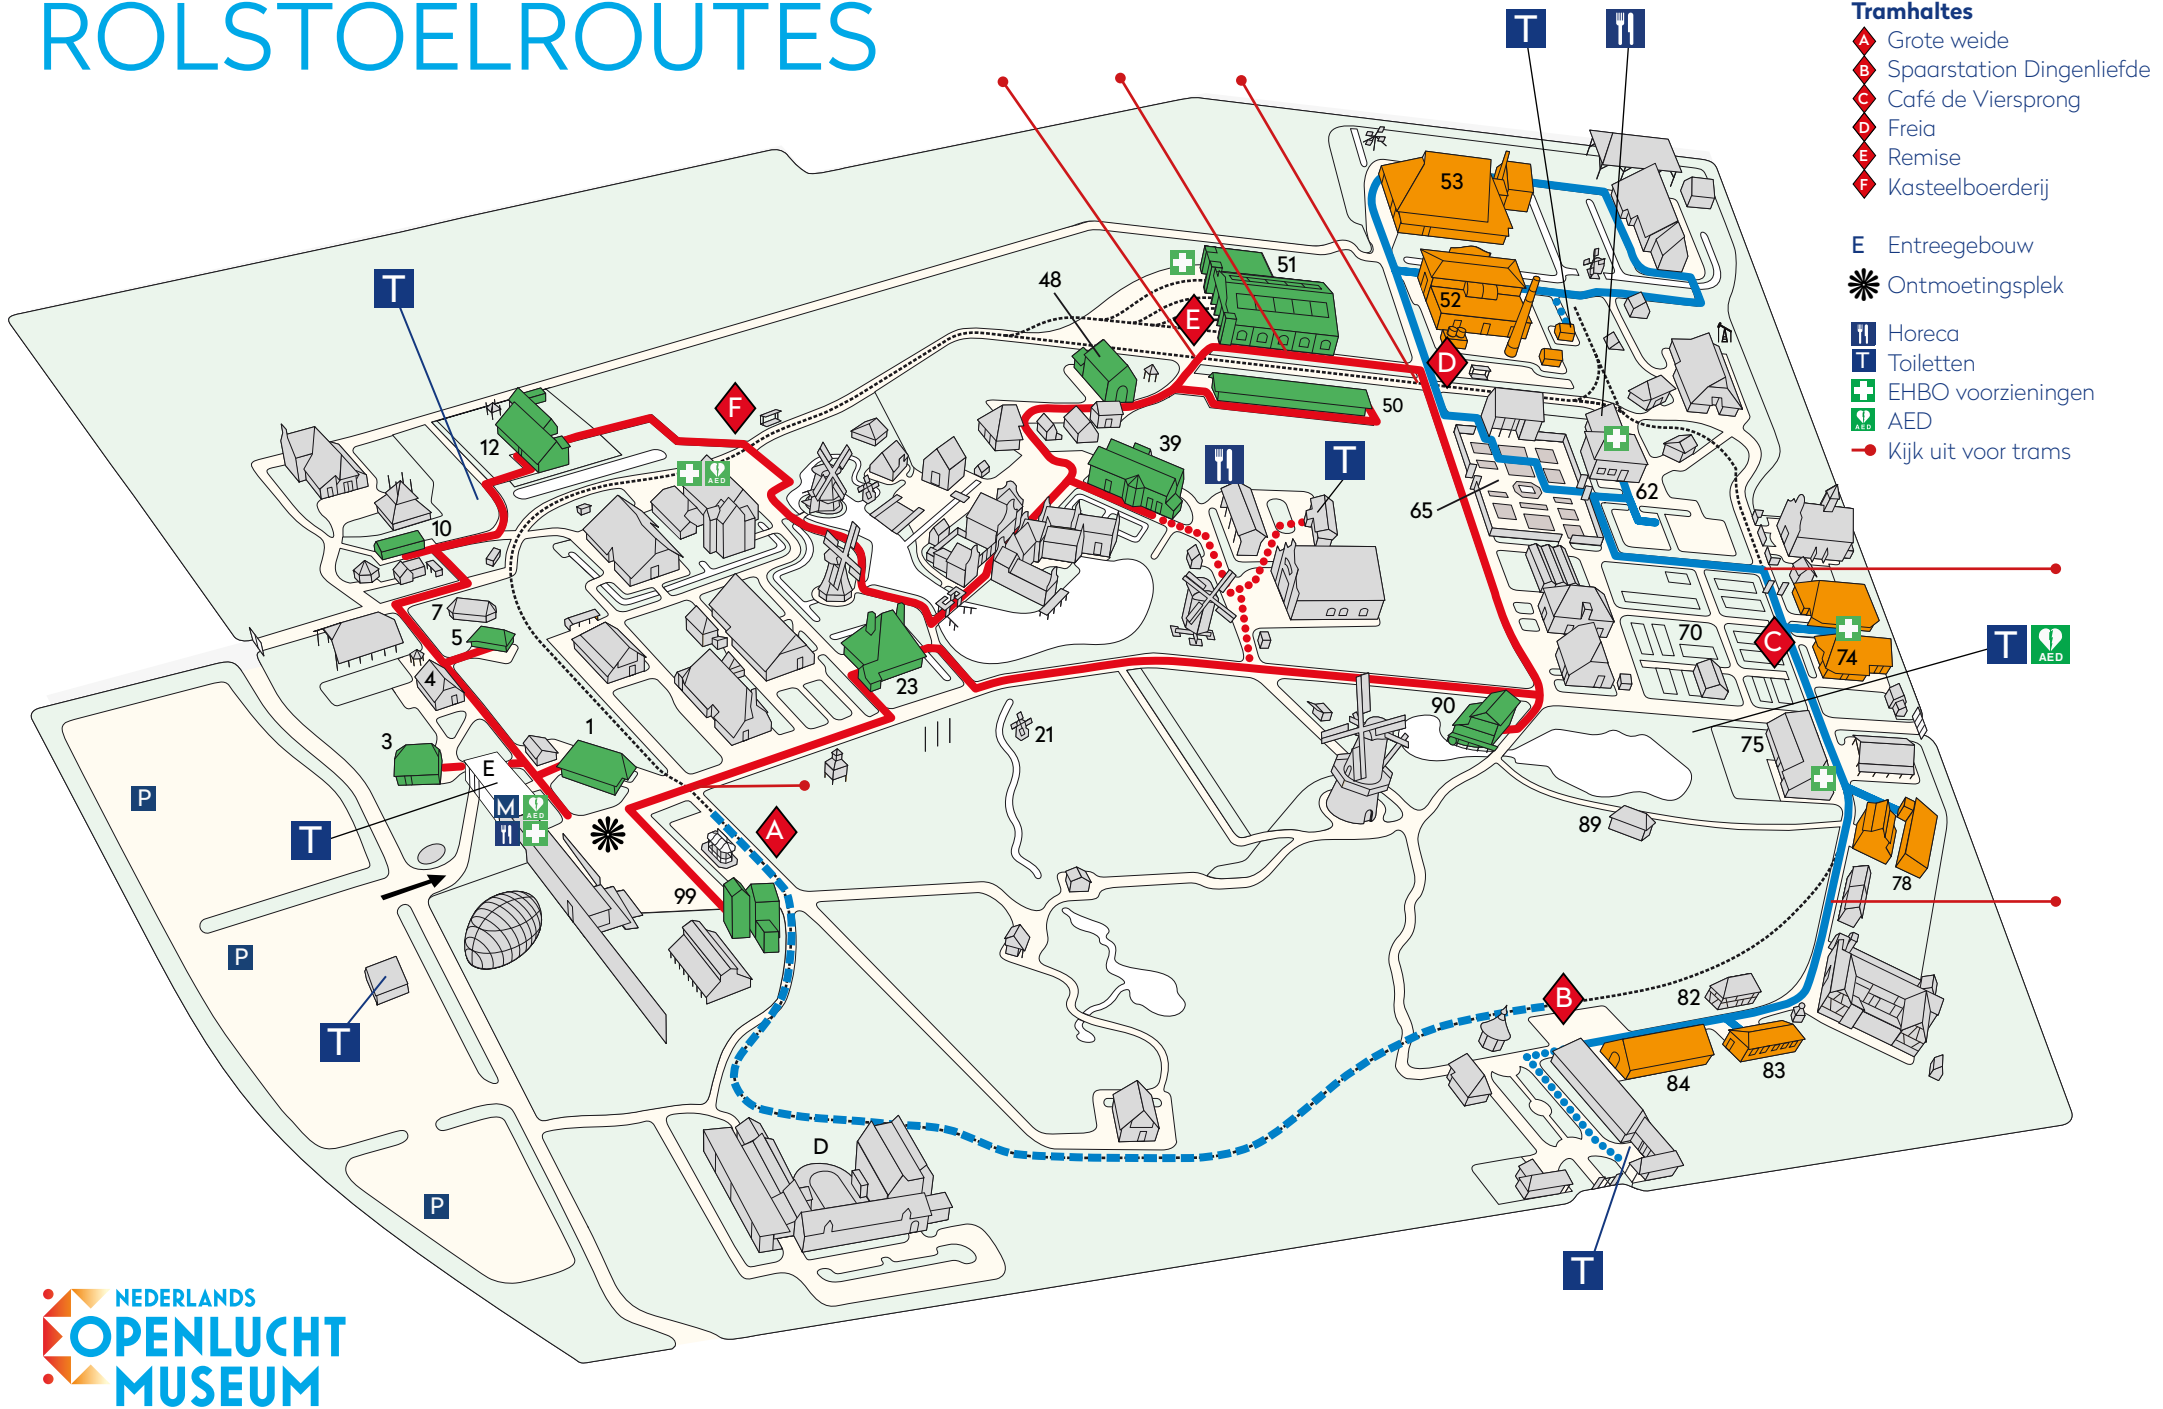 ROLSTOELROUTES
T
Tramhaltes
A Grote weide
B Spaarstation Dingenliefde
C Café de Viersprong
D Freia
E Remise
F Kasteelboerderij
E Entreegebouw
Ontmoetingsplek
Horeca
T Toiletten
EHBO voorzieningen
AED AED
Kijk uit voor trams
53
51
48
E
T
52
D
50
F
12
39
T
AED
10
65
62
7
5
70
C
74
T AED
4
23
90
1
3
21
75
E
P
M AED
T
A
89
99
78
P
B
82
T
84
83
D
P
T
NEDERLANDS
OPENLUCHT
MUSEUM